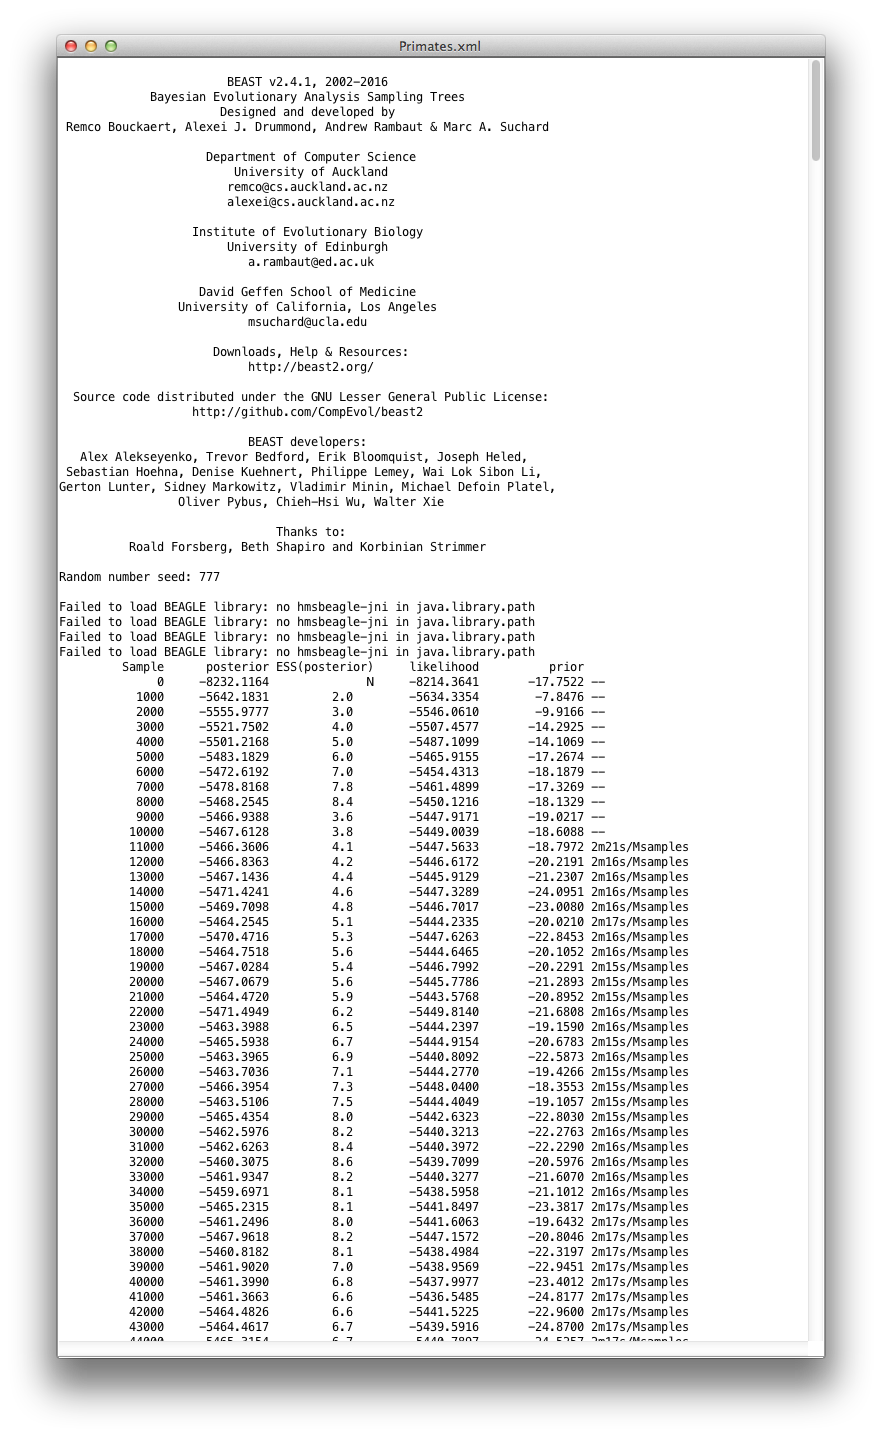 Primates.xml
BEAST v2.4.1, 2002-2016
Bayesian Evolutionary Analysis Sampling Trees
Designed and developed by
Remco Bouckaert, Alexei J. Drummond, Andrew Rambaut & Marc A. Suchard
Department of Computer Science
University of Auckland
remco@cs.auckland.ac.nz
alexei@cs.auckland.ac.nz
Institute of Evolutionary Biology
University of Edinburgh
a.rambaut@ed.ac.uk
David Geffen School of Medicine
University of California, Los Angeles
msuchard@ucla.edu
Downloads, Help & Resources:
http://beast2.org/
Source code distributed under the GNU Lesser General Public License:
http://github.com/CompEvol/beast2
BEAST developers:
Alex Alekseyenko, Trevor Bedford, Erik Bloomquist, Joseph Heled,
Sebastian Hoehna, Denise Kuehnert, Philippe Lemey, Wai Lok Sibon Li,
Gerton Lunter, Sidney Markowitz, Vladimir Minin, Michael Defoin Platel,
Oliver Pybus, Chieh-Hsi Wu, Walter Xie
Thanks to:
Roald Forsberg, Beth Shapiro and Korbinian Strimmer
Random number seed: 777
Failed to load BEAGLE library: no hmsbeagle-jni in java.library.path
Failed to load BEAGLE library: no hmsbeagle-jni in java.library.path
Failed to load BEAGLE library: no hmsbeagle-jni in java.library.path
Failed to load BEAGLE library: no hmsbeagle-jni in java.library.path
Sample posterior ESS(posterior) likelihood prior
0 -8232.1164 N -8214.3641 -17.7522 --
1000 -5642.1831 2.0 -5634.3354 -7.8476 --
2000 -5555.9777 3.0 -5546.0610 -9.9166 --
3000 -5521.7502 4.0 -5507.4577 -14.2925 --
4000 -5501.2168 5.0 -5487.1099 -14.1069 --
5000 -5483.1829 6.0 -5465.9155 -17.2674 --
6000 -5472.6192 7.0 -5454.4313 -18.1879 --
7000 -5478.8168 7.8 -5461.4899 -17.3269 --
8000 -5468.2545 8.4 -5450.1216 -18.1329 --
9000 -5466.9388 3.6 -5447.9171 -19.0217 --
10000 -5467.6128 3.8 -5449.0039 -18.6088 --
11000 -5466.3606 4.1 -5447.5633 -18.7972 2m21s/Msamples
12000 -5466.8363 4.2 -5446.6172 -20.2191 2m16s/Msamples
13000 -5467.1436 4.4 -5445.9129 -21.2307 2m16s/Msamples
14000 -5471.4241 4.6 -5447.3289 -24.0951 2m16s/Msamples
15000 -5469.7098 4.8 -5446.7017 -23.0080 2m16s/Msamples
16000 -5464.2545 5.1 -5444.2335 -20.0210 2m17s/Msamples
17000 -5470.4716 5.3 -5447.6263 -22.8453 2m16s/Msamples
18000 -5464.7518 5.6 -5444.6465 -20.1052 2m16s/Msamples
19000 -5467.0284 5.4 -5446.7992 -20.2291 2m15s/Msamples
20000 -5467.0679 5.6 -5445.7786 -21.2893 2m15s/Msamples
21000 -5464.4720 5.9 -5443.5768 -20.8952 2m15s/Msamples
22000 -5471.4949 6.2 -5449.8140 -21.6808 2m16s/Msamples
23000 -5463.3988 6.5 -5444.2397 -19.1590 2m16s/Msamples
24000 -5465.5938 6.7 -5444.9154 -20.6783 2m15s/Msamples
25000 -5463.3965 6.9 -5440.8092 -22.5873 2m16s/Msamples
26000 -5463.7036 7.1 -5444.2770 -19.4266 2m15s/Msamples
27000 -5466.3954 7.3 -5448.0400 -18.3553 2m15s/Msamples
28000 -5463.5106 7.5 -5444.4049 -19.1057 2m15s/Msamples
29000 -5465.4354 8.0 -5442.6323 -22.8030 2m15s/Msamples
30000 -5462.5976 8.2 -5440.3213 -22.2763 2m16s/Msamples
31000 -5462.6263 8.4 -5440.3972 -22.2290 2m16s/Msamples
32000 -5460.3075 8.6 -5439.7099 -20.5976 2m16s/Msamples
33000 -5461.9347 8.2 -5440.3277 -21.6070 2m16s/Msamples
34000 -5459.6971 8.1 -5438.5958 -21.1012 2m16s/Msamples
35000 -5465.2315 8.1 -5441.8497 -23.3817 2m17s/Msamples
36000 -5461.2496 8.0 -5441.6063 -19.6432 2m17s/Msamples
37000 -5467.9618 8.2 -5447.1572 -20.8046 2m17s/Msamples
38000 -5460.8182 8.1 -5438.4984 -22.3197 2m17s/Msamples
39000 -5461.9020 7.0 -5438.9569 -22.9451 2m17s/Msamples
40000 -5461.3990 6.8 -5437.9977 -23.4012 2m17s/Msamples
41000 -5461.3663 6.6 -5436.5485 -24.8177 2m17s/Msamples
42000 -5464.4826 6.6 -5441.5225 -22.9600 2m17s/Msamples
43000 -5464.4617 6.7 -5439.5916 -24.8700 2m17s/Msamples